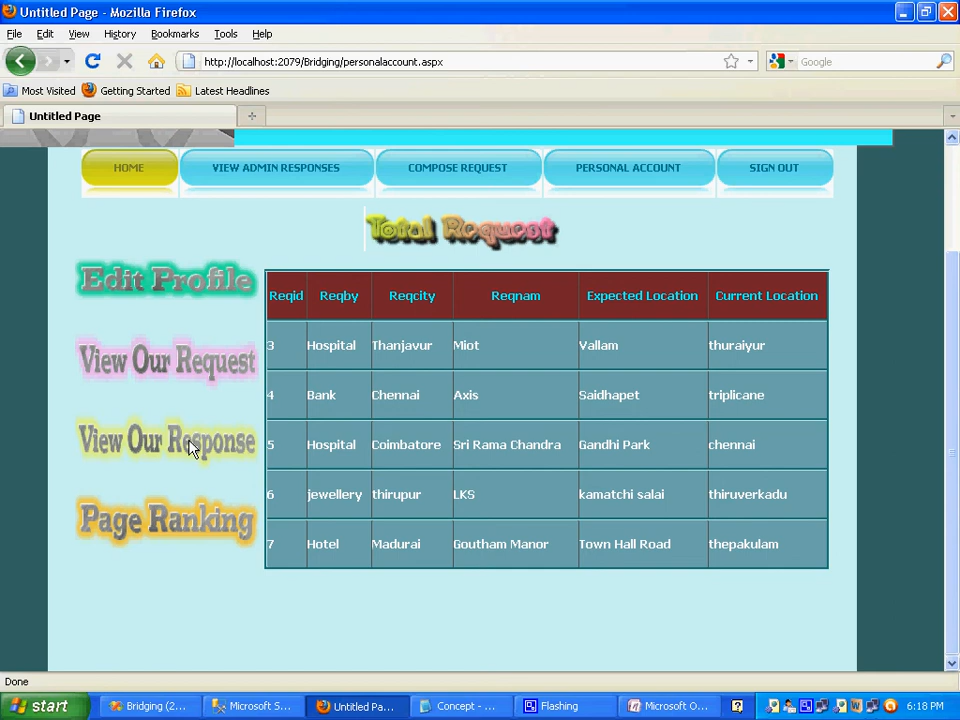 Untitled Page - Mozilla Firefox
File Edit View History Bookmarks Tools Help
http://localhost:2079/Bridging/personalaccount.aspx
Google
Most Visited Getting Started Latest Headlines
Untitled Page
HOME VIEW ADMIN RESPONSES COMPOSE REQUEST PERSONAL ACCOUNT SIGN OUT
Total Request
Edit Profile
View Our Request
View Our Response
Page Ranking
Reqid Reqby Reqcity Reqnam Expected Location Current Location
3 Hospital Thanjavur Miot Vallam thuraiyur
4 Bank Chennai Axis Saidhapet triplicane
5 Hospital Coimbatore Sri Rama Chandra Gandhi Park chennai
6 jewellery thirupur LKS kamatchi salai thiruverkadu
7 Hotel Madurai Goutham Manor Town Hall Road thepakulam
Done
start Bridging (2... Microsoft S... Untitled Pa... Concept - ... Flashing Microsoft O... 6:18 PM